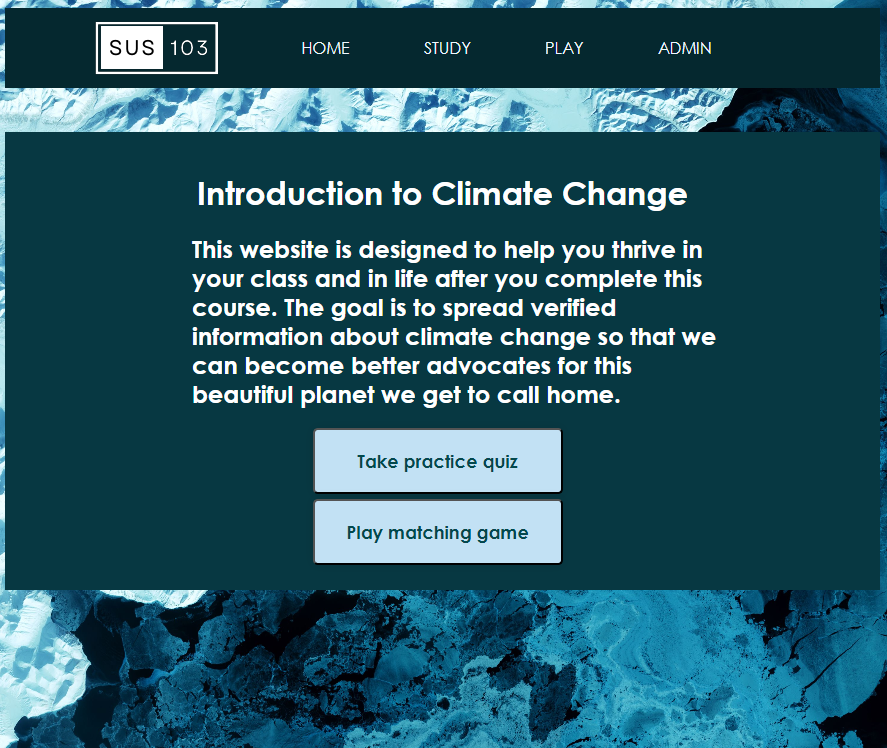 SUS 103 HOME STUDY PLAY ADMIN
Introduction to Climate Change
This website is designed to help you thrive in
your class and in life after you complete this
course. The goal is to spread verified
information about climate change so that we
can become better advocates for this
beautiful planet we get to call home.
Take practice quiz
Play matching game